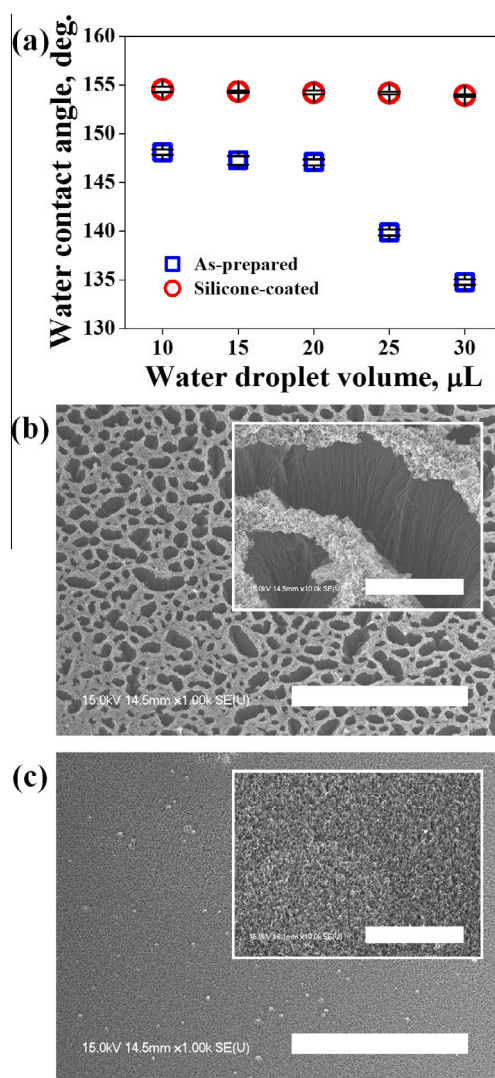 (a)
Water contact angle, deg.
160
155
150
145
140
135
130
As-prepared
Silicone-coated
10 15 20 25 30
Water droplet volume, μL
(b)
15.0kV 14.5mm x10.0k SE(U)
15.0kV 14.5mm x1.00k SE(U)
(c)
15.0kV 14.5mm x1.00k SE(U)